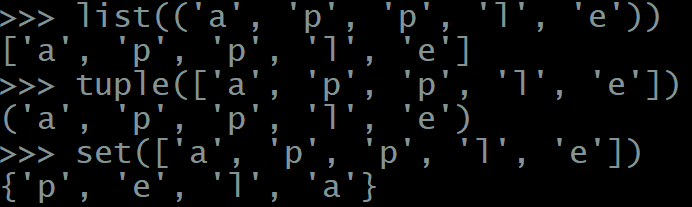 >>> list(('a', 'p', 'p', 'l', 'e'))
['a', 'p', 'p', 'l', 'e']
>>> tuple(['a', 'p', 'p', 'l', 'e'])
('a', 'p', 'p', 'l', 'e')
>>> set(['a', 'p', 'p', 'l', 'e'])
{'p', 'e', 'l', 'a'}